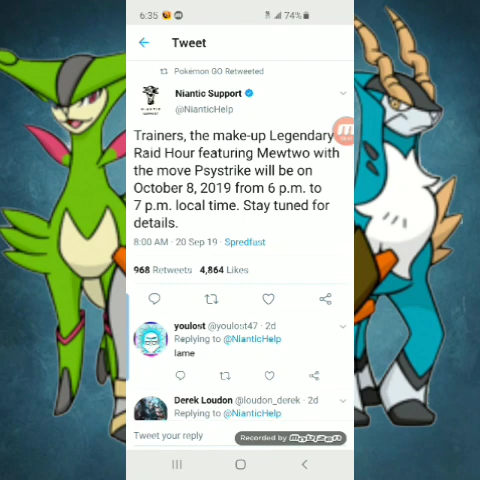 6:35
74%
Tweet
Pokémon GO Retweeted
Niantic Support
@NianticHelp
Trainers, the make-up Legendary
Raid Hour featuring Mewtwo with
the move Psystrike will be on
October 8, 2019 from 6 p.m. to
7 p.m. local time. Stay tuned for
details.
8:00 AM · 20 Sep 19 · Spredfast
968 Retweets 4,864 Likes
youlost @youlost47 · 2d
Replying to @NianticHelp
lame
Derek Loudon @loudon_derek · 2d
Replying to @NianticHelp
Tweet your reply
Recorded by mobizen